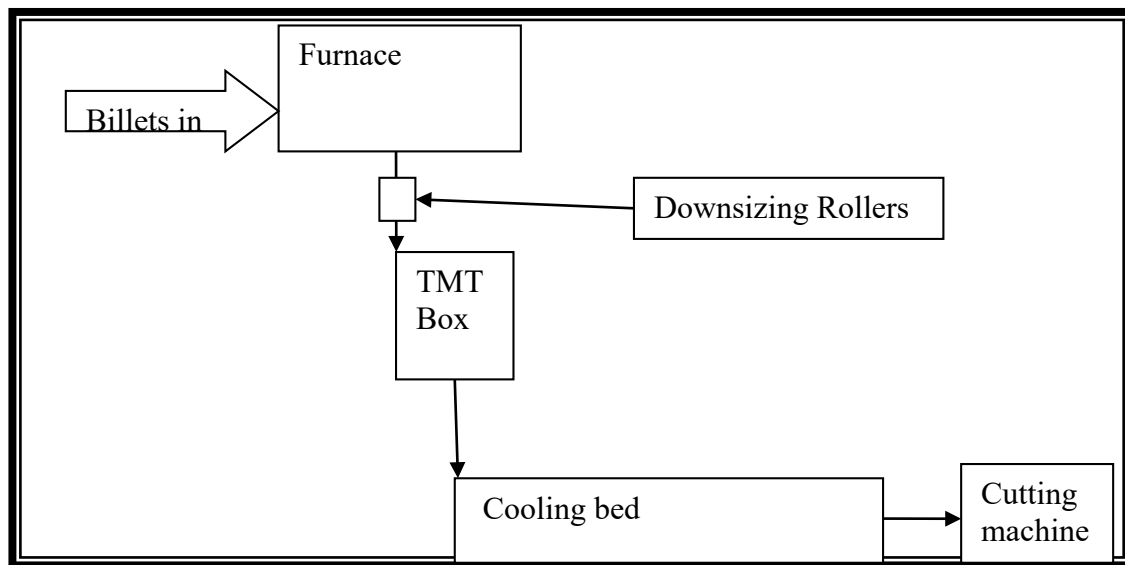 Furnace
Billets in
Downsizing Rollers
TMT
Box
Cooling bed
Cutting
machine